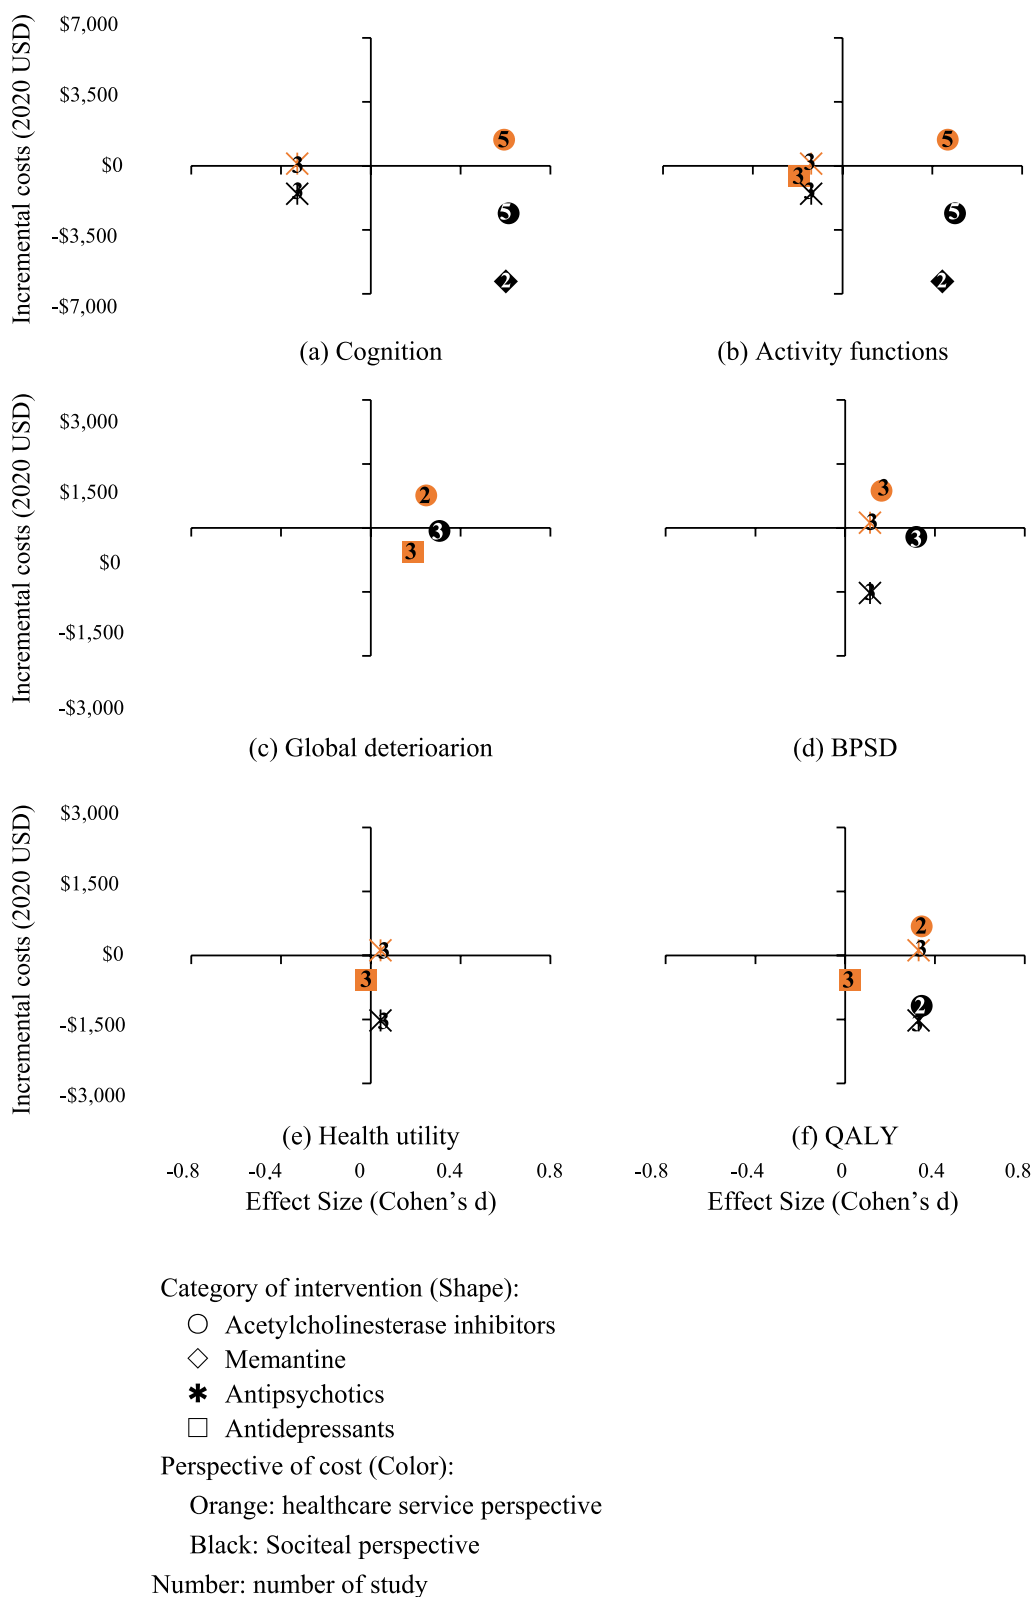 Incremental costs (2020 USD)
$7,000
$3,500
$0
-$3,500
-$7,000
3
3
5
5
2
3
3
3
5
5
2
(a) Cognition
(b) Activity functions
Incremental costs (2020 USD)
$3,000
$1,500
$0
-$1,500
-$3,000
2
3
3
3
3
3
3
(c) Global deterioarion
(d) BPSD
Incremental costs (2020 USD)
$3,000
$1,500
$0
-$1,500
-$3,000
3
3
3
2
3
3
2
3
(e) Health utility
(f) QALY
-0.8 -0.4 0 0.4 0.8
-0.8 -0.4 0 0.4 0.8
Effect Size (Cohen’s d)
Effect Size (Cohen’s d)
Category of intervention (Shape):
Acetylcholinesterase inhibitors
Memantine
Antipsychotics
Antidepressants
Perspective of cost (Color):
Orange: healthcare service perspective
Black: Sociteal perspective
Number: number of study